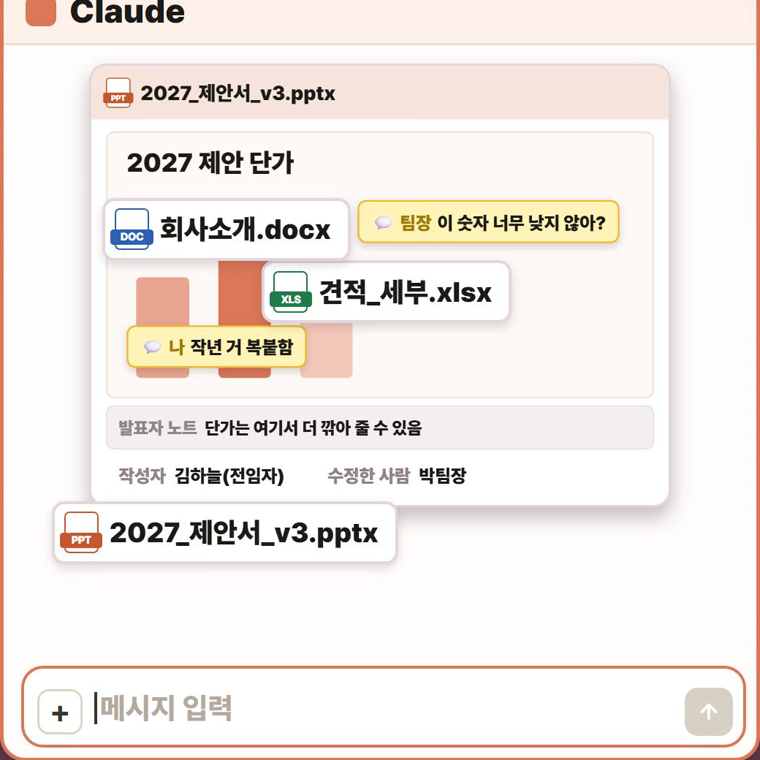 Claude
PPT 2027_제안서_v3.pptx
2027 제안 단가
DOC 회사소개.docx
팀장 이 숫자 너무 낮지 않아?
XLS 견적_세부.xlsx
나 작년 거 복붙함
발표자 노트 단가는 여기서 더 깎아 줄 수 있음
작성자 김하늘(전임자) 수정한 사람 박팀장
PPT 2027_제안서_v3.pptx
+ 메시지 입력